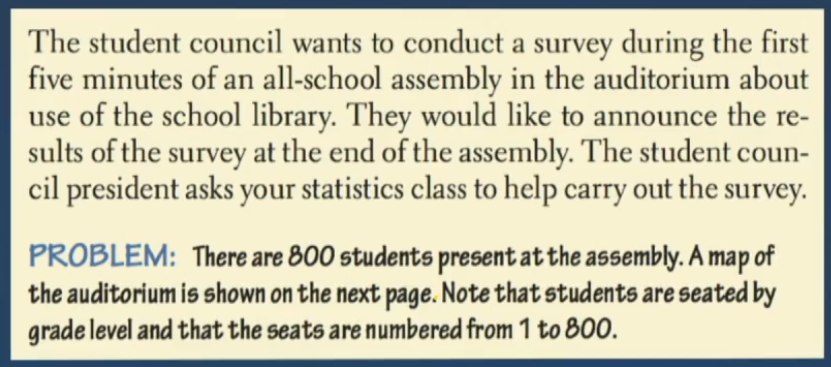 The student council wants to conduct a survey during the first
five minutes of an all-school assembly in the auditorium about
use of the school library. They would like to announce the re-
sults of the survey at the end of the assembly. The student coun-
cil president asks your statistics class to help carry out the survey.
PROBLEM: There are 800 students present at the assembly. A map of
the auditorium is shown on the next page. Note that students are seated by
grade level and that the seats are numbered from 1 to 800.